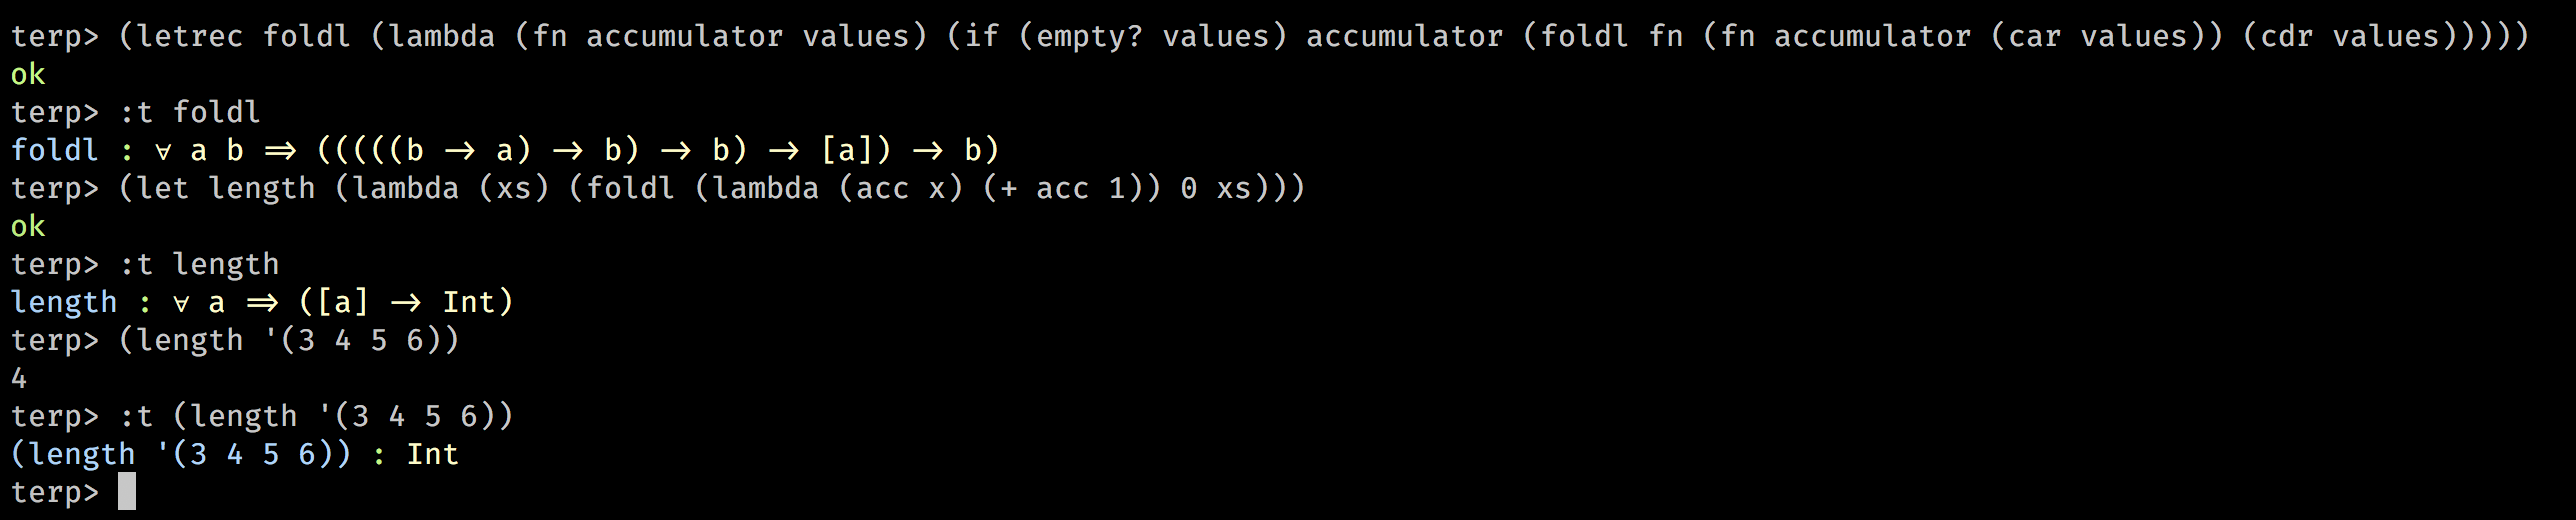 terp> (letrec foldl (lambda (fn accumulator values) (if (empty? values) accumulator (foldl fn (fn accumulator (car values)) (cdr values)))))
ok
terp> :t foldl
foldl : ∀ a b ⇒ (((((b → a) → b) → b) → [a]) → b)
terp> (let length (lambda (xs) (foldl (lambda (acc x) (+ acc 1)) 0 xs)))
ok
terp> :t length
length : ∀ a ⇒ ([a] → Int)
terp> (length '(3 4 5 6))
4
terp> :t (length '(3 4 5 6))
(length '(3 4 5 6)) : Int
terp>